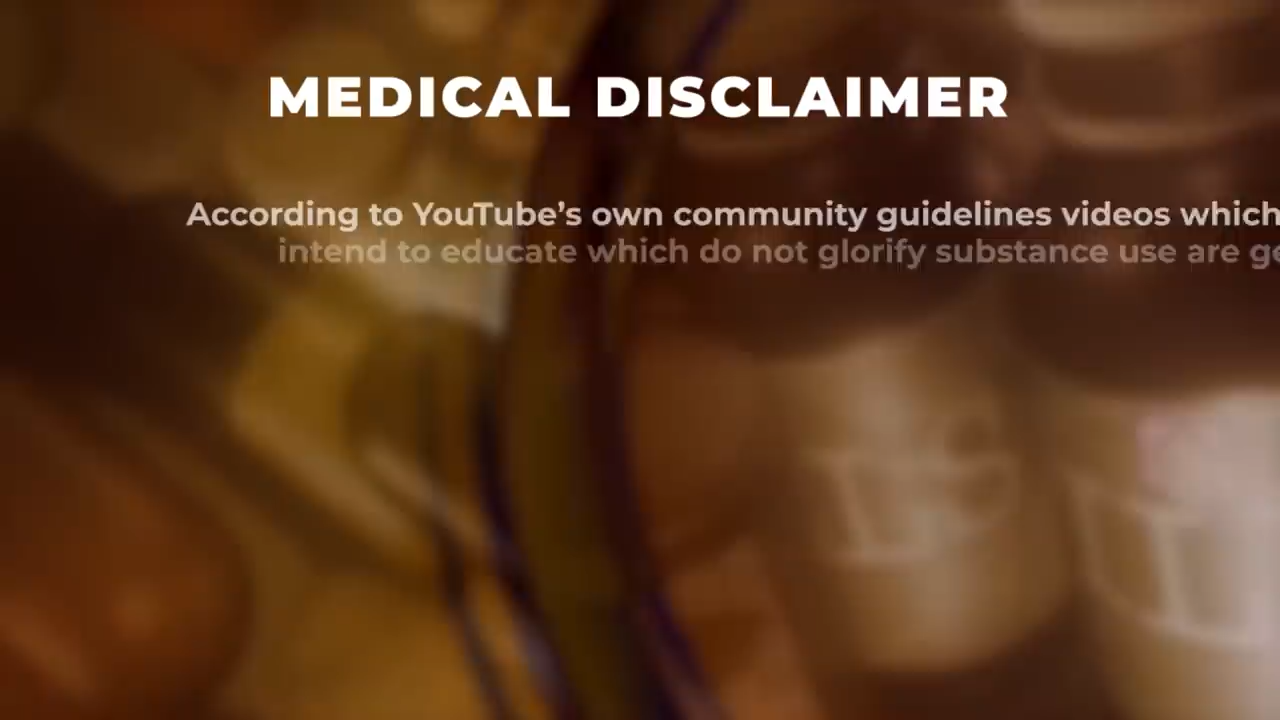 MEDICAL DISCLAIMER
According to YouTube’s own community guidelines videos which
intend to educate which do not glorify substance use are